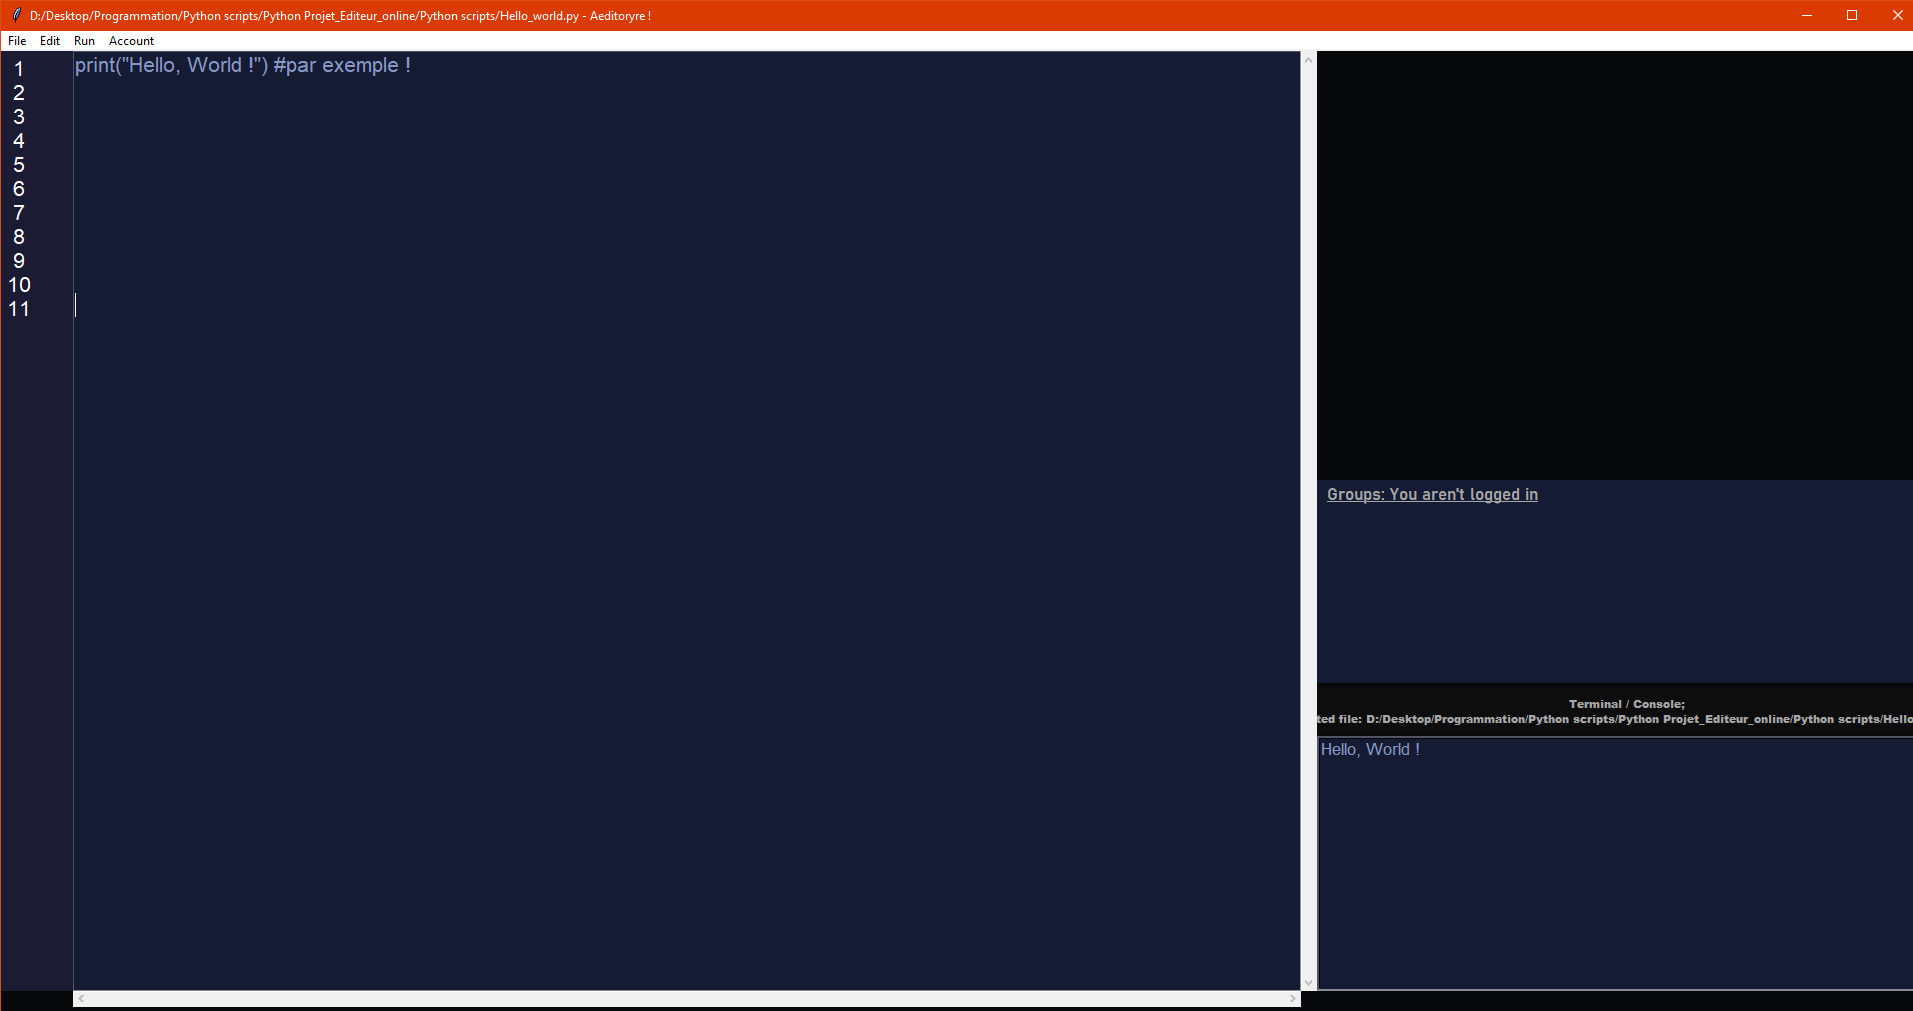 D:/Desktop/Programmation/Python scripts/Python Projet_Editeur_online/Python scripts/Hello_world.py - Aeditoryre !
File Edit Run Account
1 print("Hello, World !") #par exemple !
2
3
4
5
6
7
8
9
10
11
Groups: You aren't logged in
Terminal / Console;
ted file: D:/Desktop/Programmation/Python scripts/Python Projet_Editeur_online/Python scripts/Hello
Hello, World !